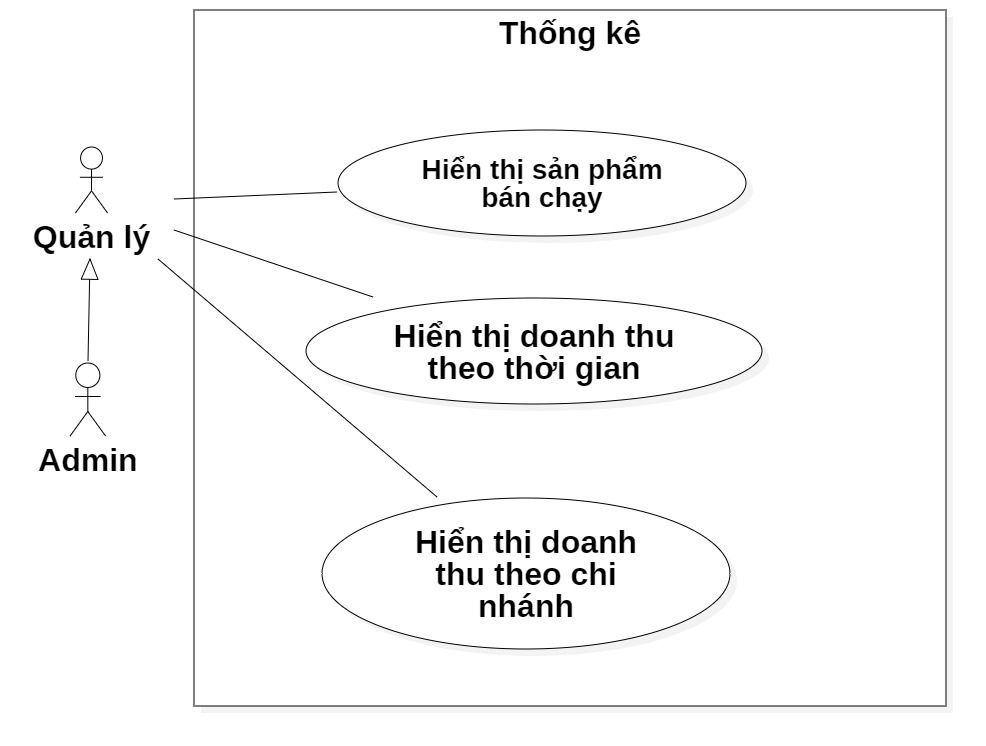 Thống kê
Hiển thị sản phẩm
bán chạy
Quản lý
Hiển thị doanh thu
theo thời gian
Admin
Hiển thị doanh
thu theo chi
nhánh